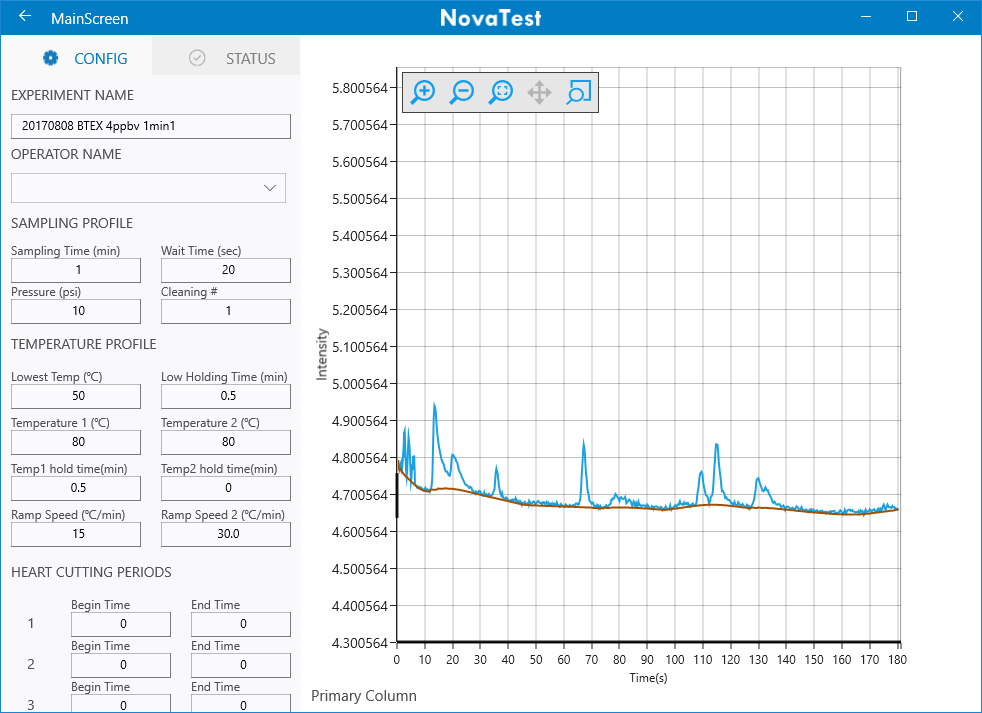 MainScreen
NovaTest
CONFIG
STATUS
EXPERIMENT NAME
20170808 BTEX 4ppbv 1min1
OPERATOR NAME
SAMPLING PROFILE
Sampling Time (min) Wait Time (sec)
1 20
Pressure (psi) Cleaning #
10 1
TEMPERATURE PROFILE
Lowest Temp (℃) Low Holding Time (min)
50 0.5
Temperature 1 (℃) Temperature 2 (℃)
80 80
Temp1 hold time(min) Temp2 hold time(min)
0.5 0
Ramp Speed (℃/min) Ramp Speed 2 (℃/min)
15 30.0
HEART CUTTING PERIODS
Begin Time End Time
1 0 0
Begin Time End Time
2 0 0
Begin Time End Time
3 0 0
5.800564
5.700564
5.600564
5.500564
5.400564
5.300564
5.200564
5.100564
5.000564
4.900564
4.800564
4.700564
4.600564
4.500564
4.400564
4.300564
Intensity
0 10 20 30 40 50 60 70 80 90 100 110 120 130 140 150 160 170 180
Time(s)
Primary Column